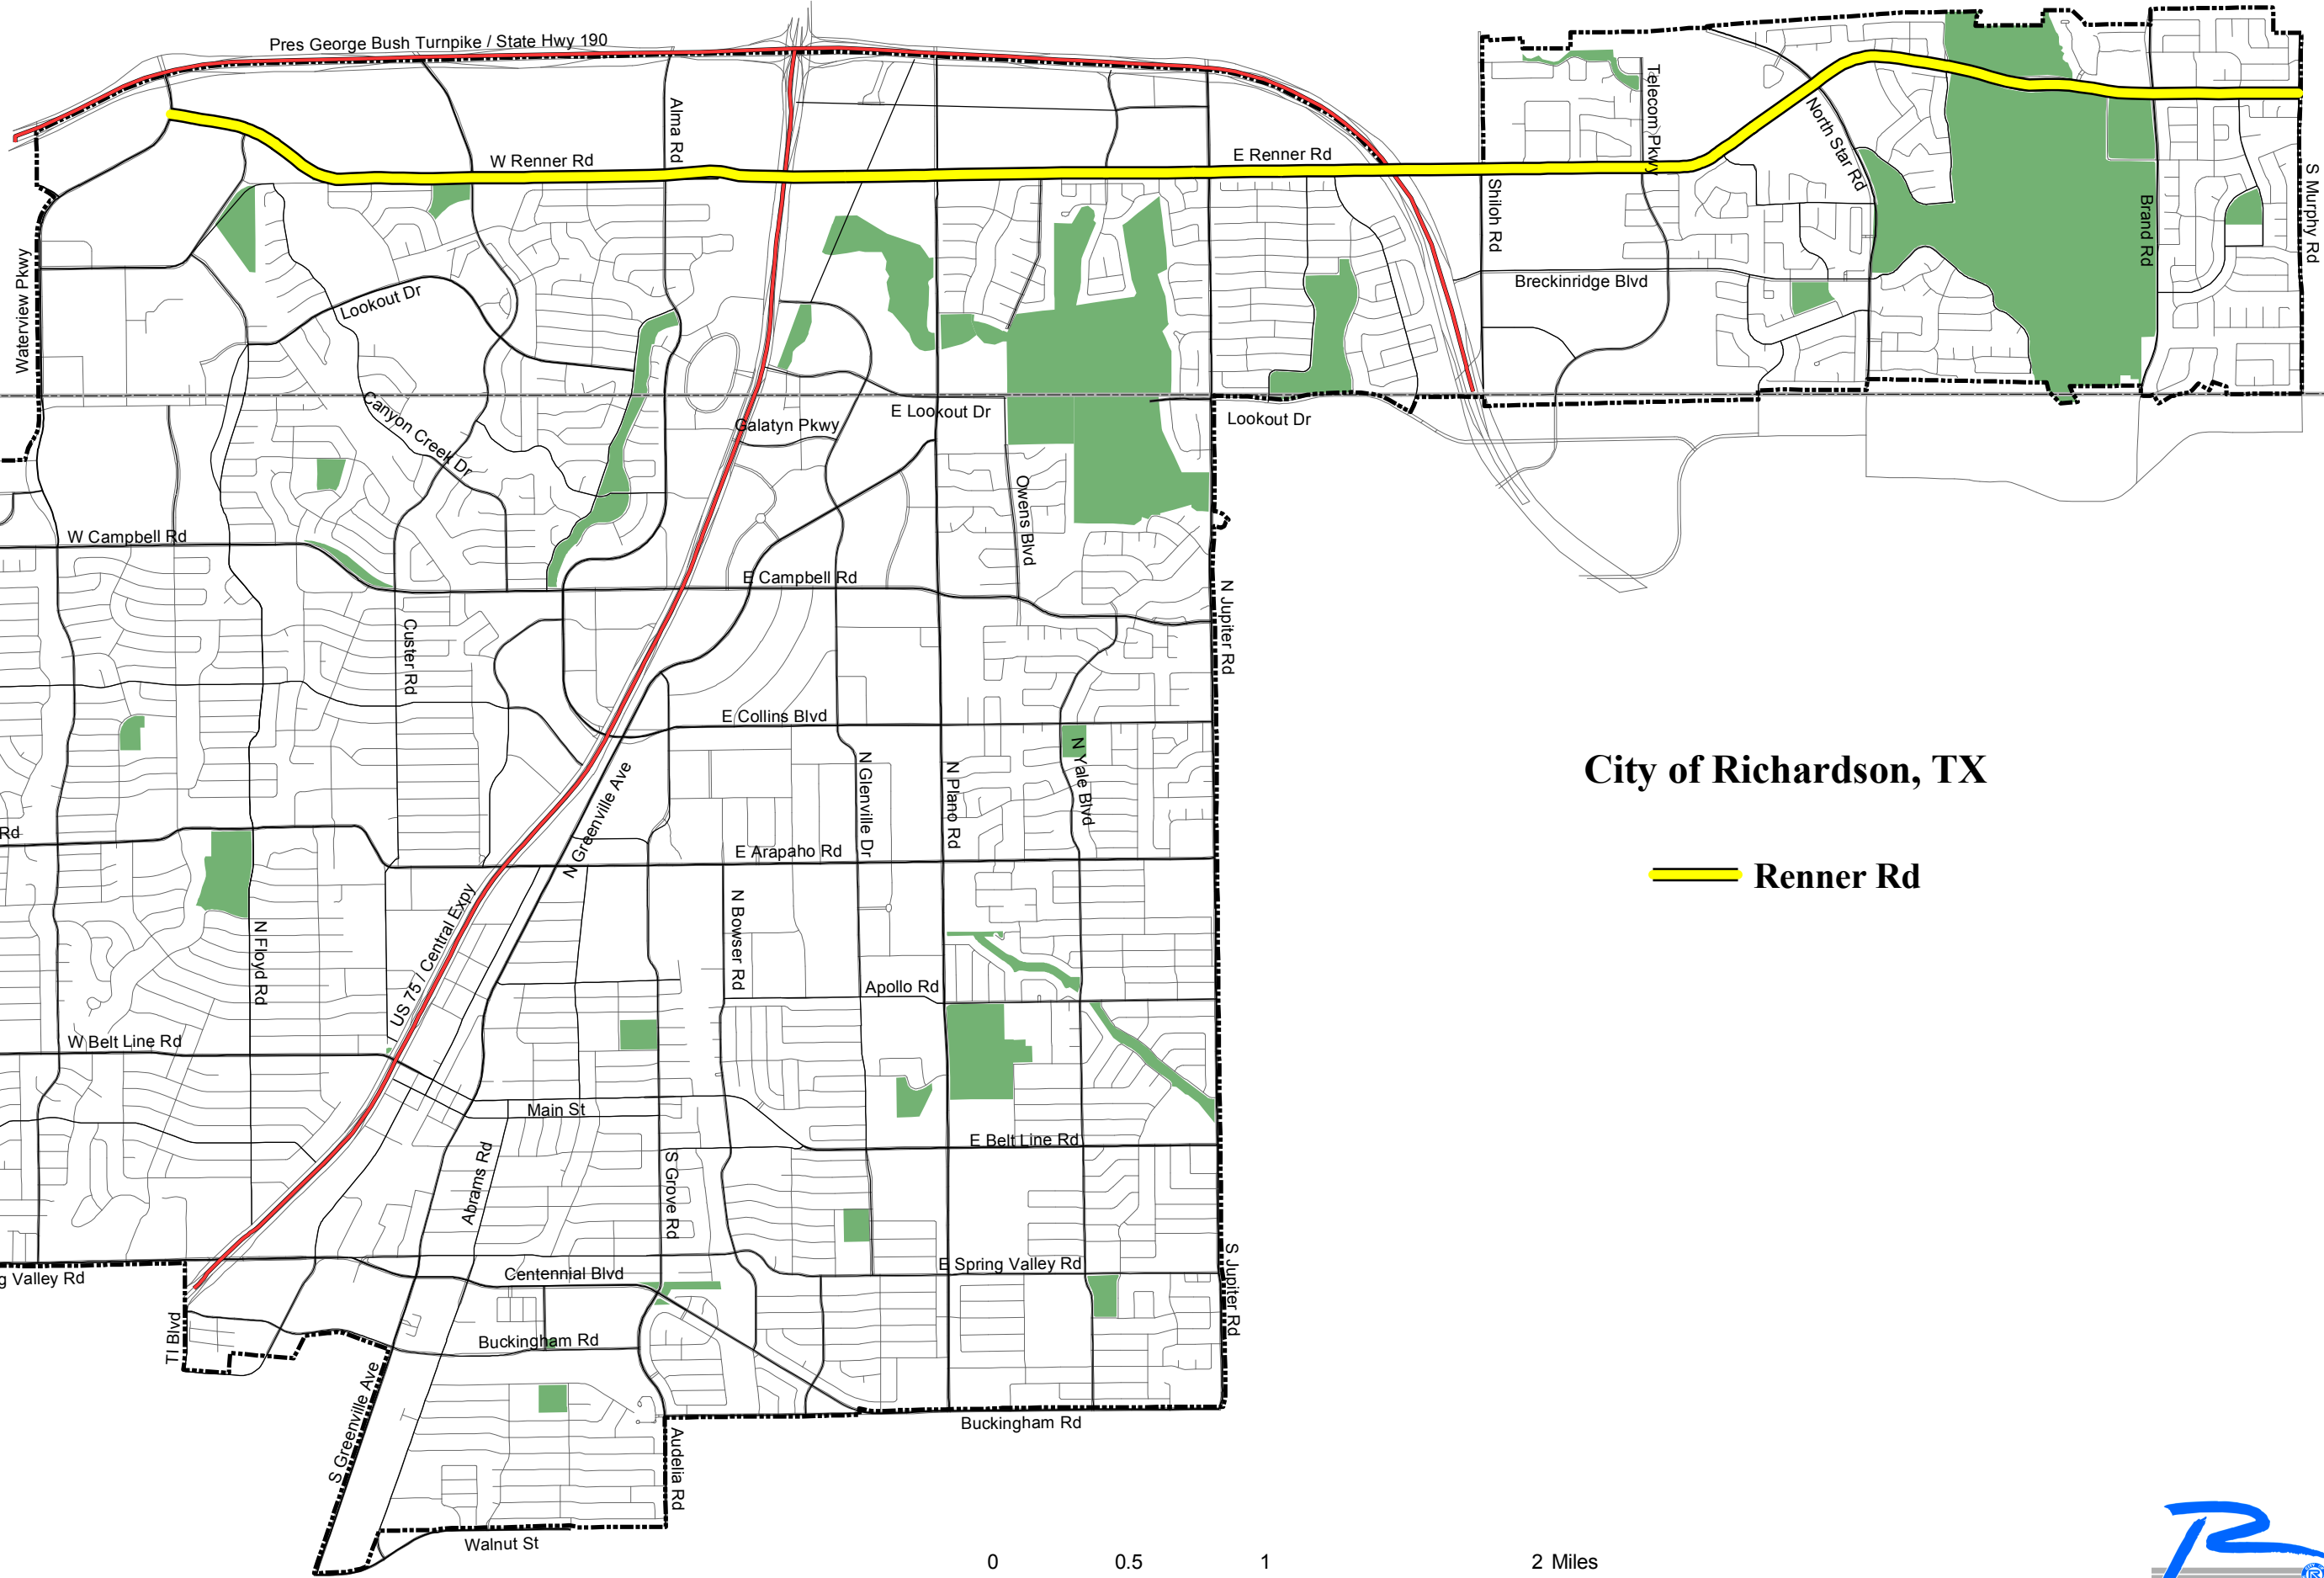 Pres George Bush Turnpike / State Hwy 190
Telecom Pkwy
Alma Rd
North Star Rd
W Renner Rd
E Renner Rd
S Murphy Rd
Shiloh Rd
Brand Rd
Waterview Pkwy
Breckinridge Blvd
Lookout Dr
Canyon Creek Dr
E Lookout Dr
Galatyn Pkwy
Lookout Dr
Owens Blvd
W Campbell Rd
E Campbell Rd
N Jupiter Rd
Custer Rd
E Collins Blvd
N Yale Blvd
N Glenville Dr
N Plano Rd
City of Richardson, TX
N Greenville Ave
Rd
E Arapaho Rd
Renner Rd
N Bowser Rd
US 75 / Central Expy
N Floyd Rd
Apollo Rd
W Belt Line Rd
Main St
E Belt Line Rd
Abrams Rd
S Grove Rd
S Jupiter Rd
E Spring Valley Rd
g Valley Rd
Centennial Blvd
TI Blvd
Buckingham Rd
S Greenville Ave
Buckingham Rd
Audelia Rd
Walnut St
0 0.5 1 2 Miles